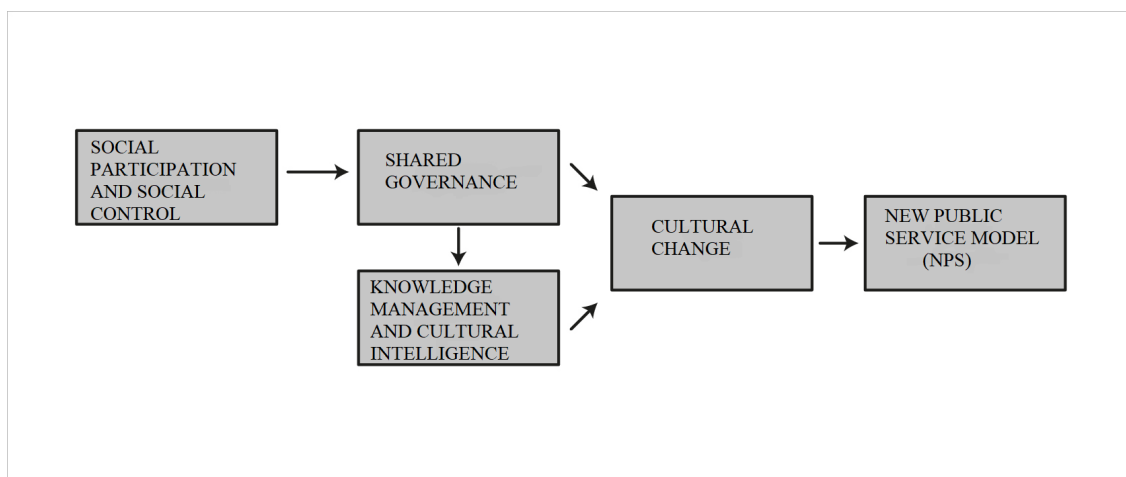 SOCIAL
PARTICIPATION
AND SOCIAL
CONTROL
SHARED
GOVERNANCE
KNOWLEDGE
MANAGEMENT
AND CULTURAL
INTELLIGENCE
CULTURAL
CHANGE
NEW PUBLIC
SERVICE MODEL
(NPS)